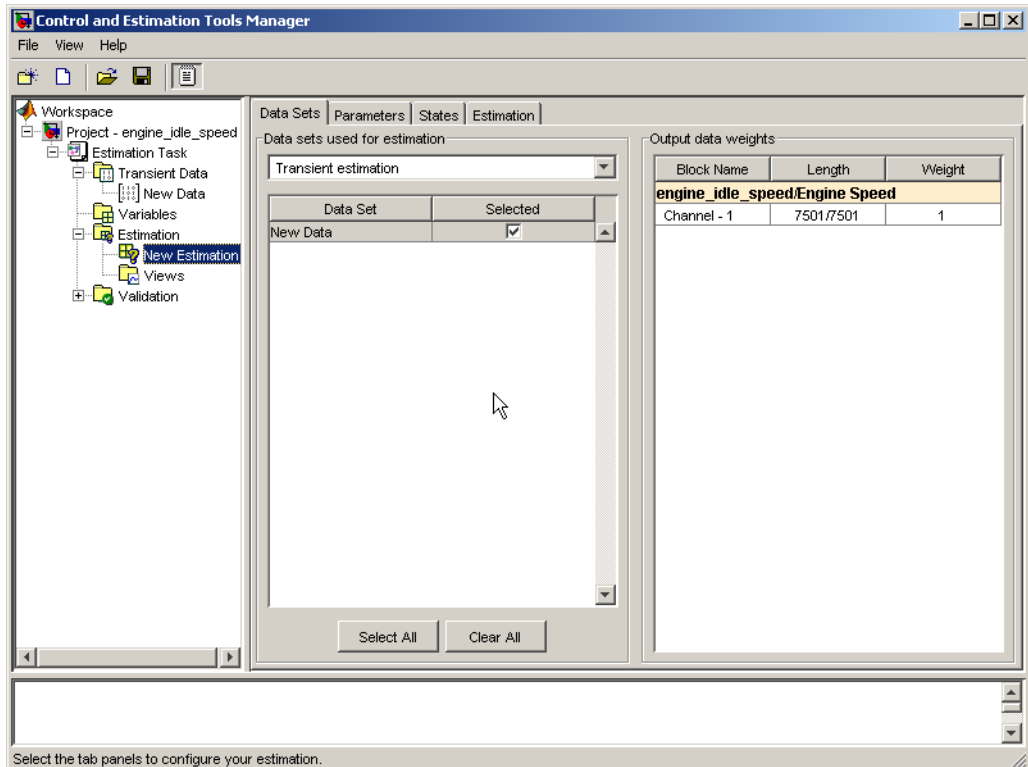 Control and Estimation Tools Manager
File View Help
Workspace
Project - engine_idle_speed
Estimation Task
Transient Data
New Data
Variables
Estimation
New Estimation
Views
Validation
Data Sets Parameters States Estimation
Data sets used for estimation
Transient estimation
Data Set Selected
New Data
Select All Clear All
Output data weights
Block Name Length Weight
engine_idle_speed/Engine Speed
Channel - 1 7501/7501 1
Select the tab panels to configure your estimation.